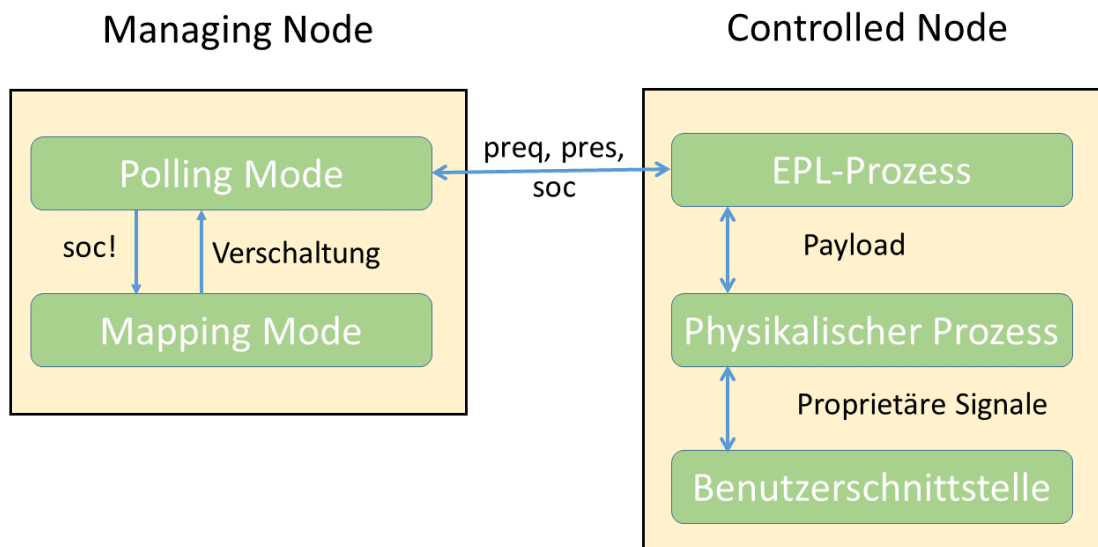 Managing Node
Controlled Node
Polling Mode
soc!
Verschaltung
Mapping Mode
preq, pres,
soc
EPL-Prozess
Payload
Physikalischer Prozess
Proprietäre Signale
Benutzerschnittstelle